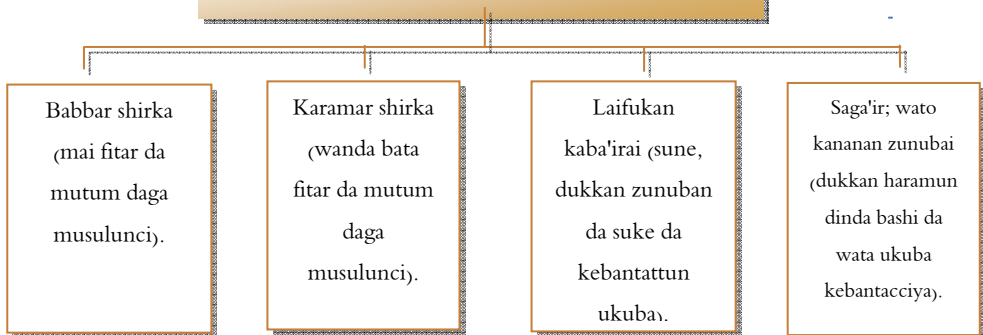 Babbar shirka
(mai fitar da
mutum daga
musulunci).
Karamar shirka
(wanda bata
fitar da mutum
daga
musulunci).
Laifukan
kaba'irai (sune,
dukkan zunuban
da suke da
kebantattun
ukuba).
Saga'ir; wato
kananan zunubai
(dukkan haramun
dinda bashi da
wata ukuba
kebantacciya).